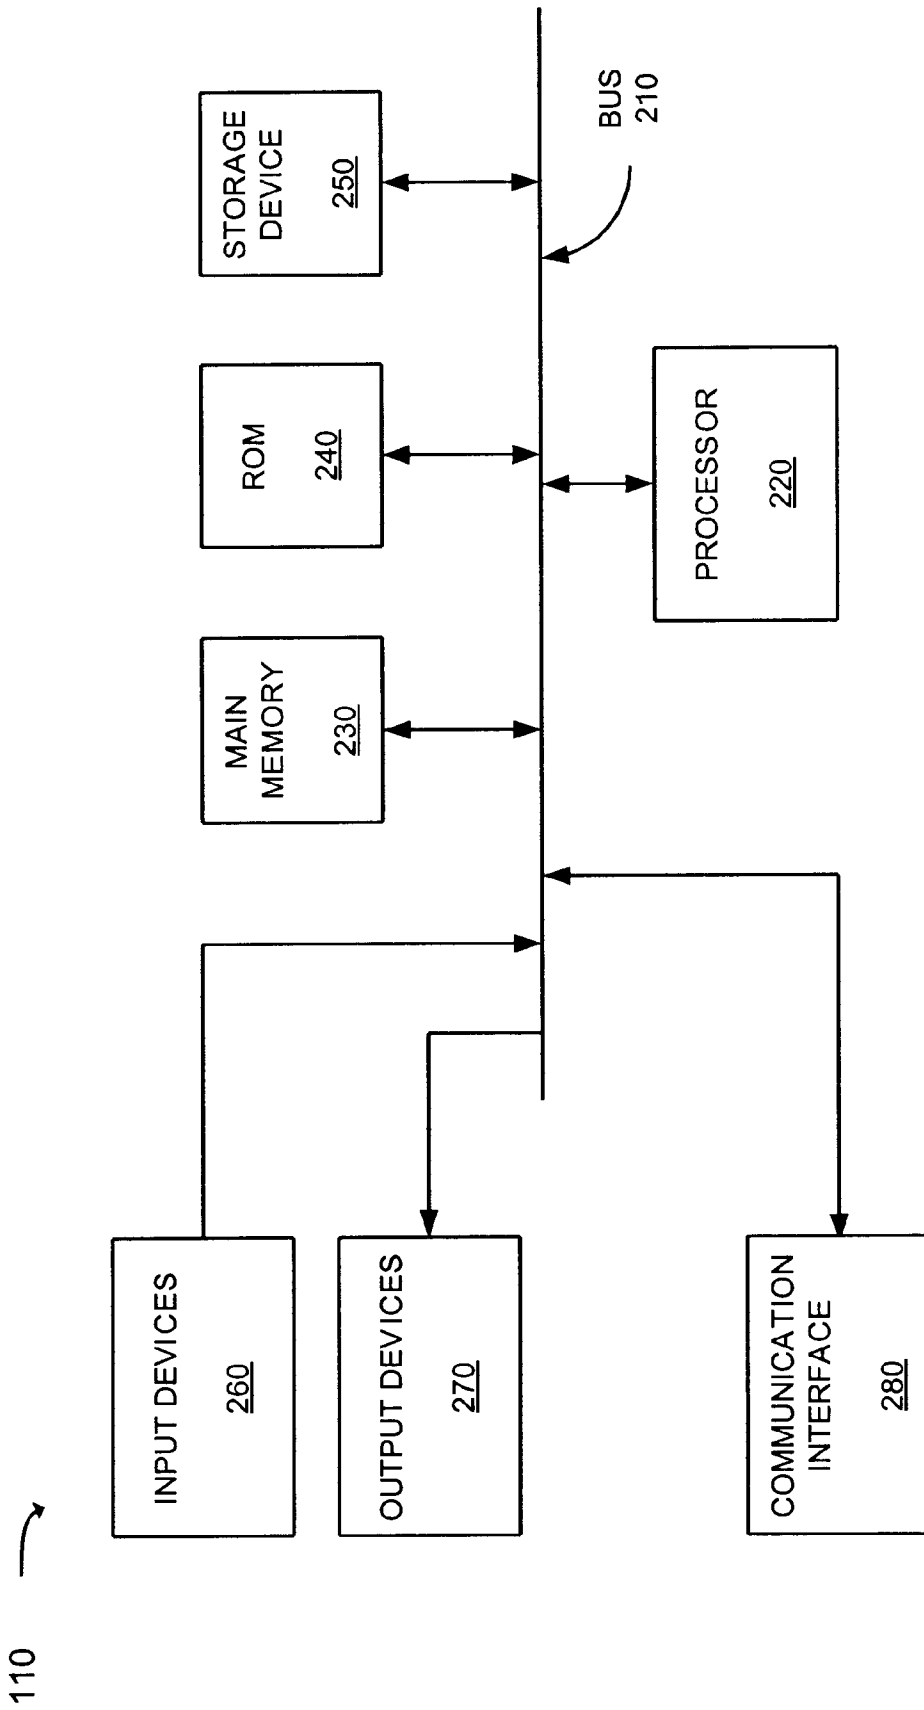 110
INPUT DEVICES
260
OUTPUT DEVICES
270
COMMUNICATION
INTERFACE
280
MAIN
MEMORY
230
ROM
240
STORAGE
DEVICE
250
PROCESSOR
220
BUS
210